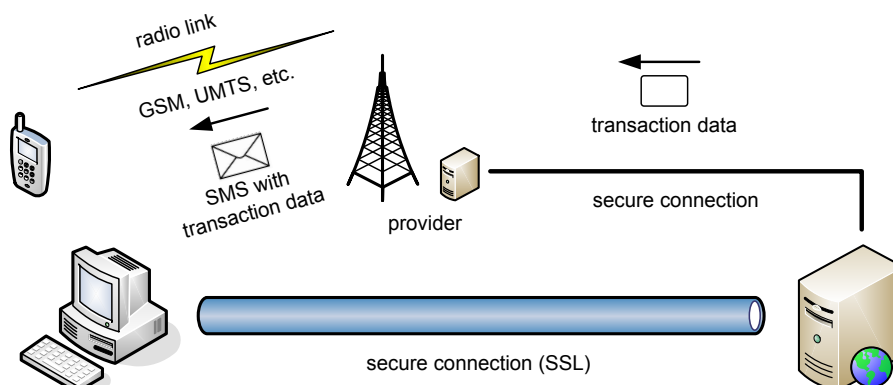 radio link
GSM, UMTS, etc.
SMS with
transaction data
provider
transaction data
secure connection
secure connection (SSL)